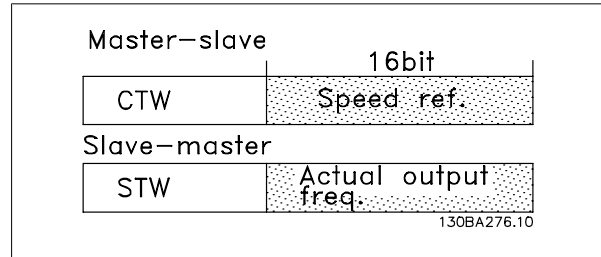 Master-slave
16bit
CTW
Speed ref.
Slave-master
STW
Actual output
freq.
130BA276.10